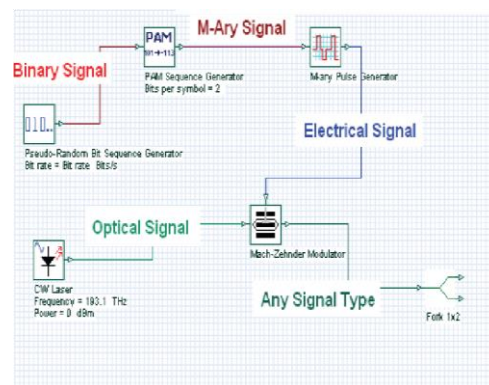 M-Ary Signal
PAM
101→-113
Binary Signal
PAM Sequence Generator
Bits per symbol = 2
M-ary Pulse Generator
010...
Electrical Signal
Pseudo-Random Bit Sequence Generator
Bit rate = Bit rate Bits/s
Optical Signal
Mach-Zehnder Modulator
CW Laser
Frequency = 193.1 THz
Power = 0 dBm
Any Signal Type
Fork 1x2